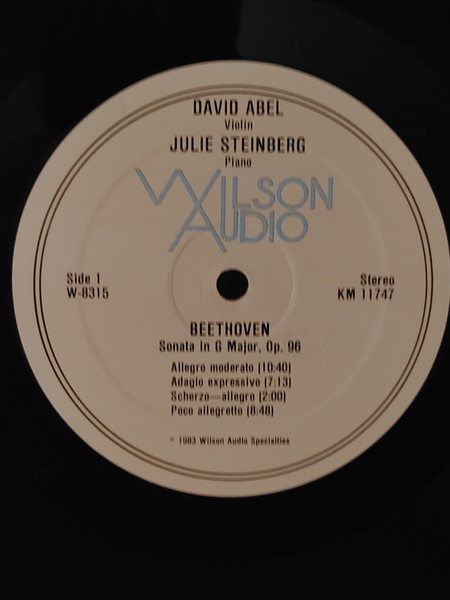 DAVID ABEL
Violin
JULIE STEINBERG
Piano
WILSON
AUDIO
Side 1
W-8315
Stereo
KM 11747
BEETHOVEN
Sonata in G Major, Op. 96
Allegro moderato (10:40)
Adagio expressivo (7:13)
Scherzo—allegro (2:00)
Poco allegretto (8:48)
© 1983 Wilson Audio Specialties